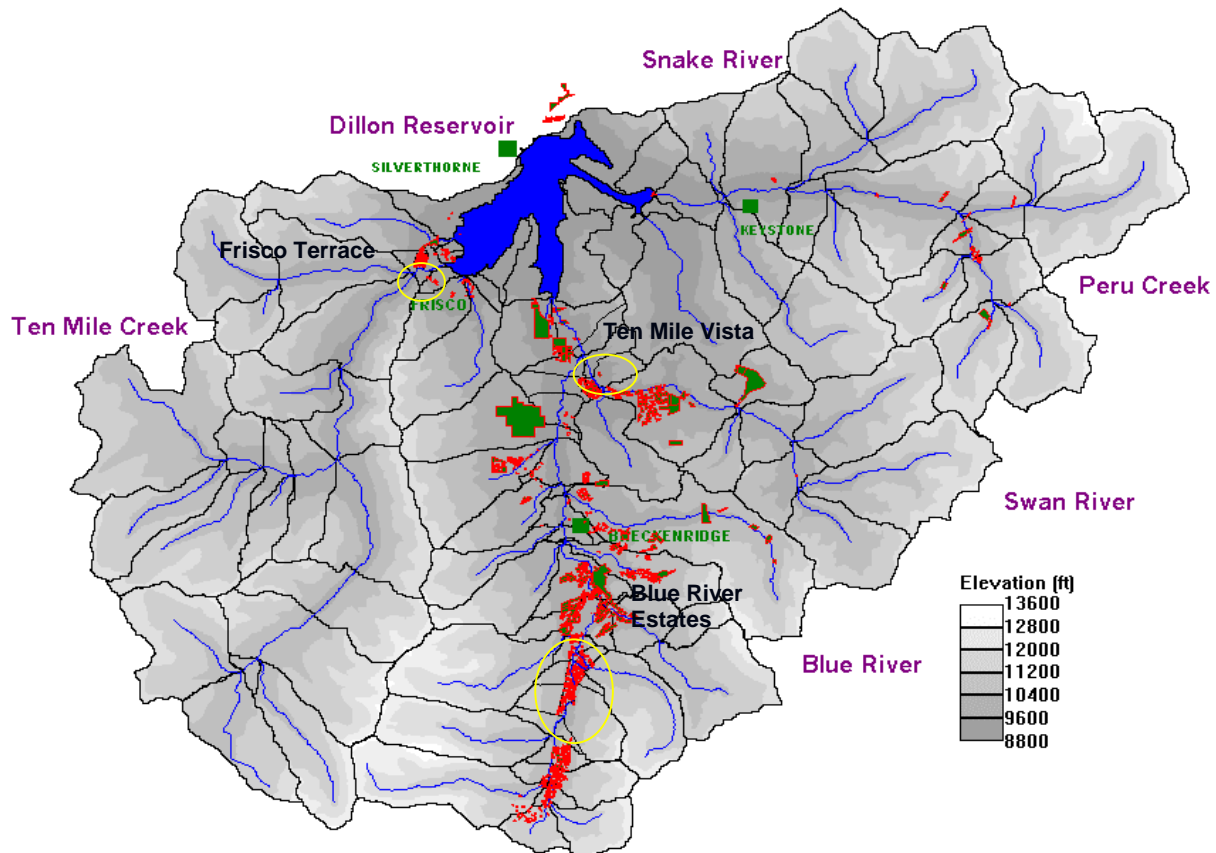 Snake River
Dillon Reservoir
SILVERTHORNE
KEYSTONE
Frisco Terrace
Peru Creek
FRISCO
Ten Mile Creek
Ten Mile Vista
Swan River
BRECKENRIDGE
Elevation (ft)
13600
12800
12000
11200
10400
9600
8800
Blue River
Estates
Blue River